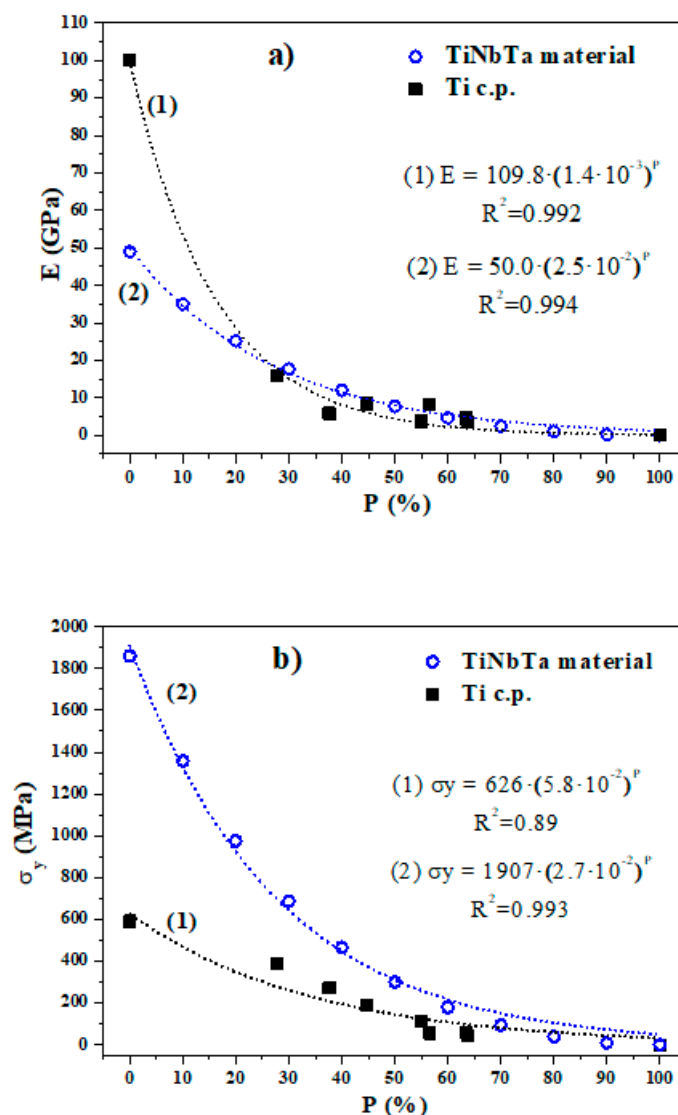 a)
TiNbTa material
Ti c.p.
(1)
(2)
(1) E = 109.8·(1.4·10⁻³)ᴾ
R²=0.992
(2) E = 50.0·(2.5·10⁻²)ᴾ
R²=0.994
E (GPa)
110
100
90
80
70
60
50
40
30
20
10
0
0 10 20 30 40 50 60 70 80 90 100
P (%)
b)
TiNbTa material
Ti c.p.
(2)
(1)
(1) σy = 626·(5.8·10⁻²)ᴾ
R²=0.89
(2) σy = 1907·(2.7·10⁻²)ᴾ
R²=0.993
σy (MPa)
2000
1800
1600
1400
1200
1000
800
600
400
200
0
0 10 20 30 40 50 60 70 80 90 100
P (%)